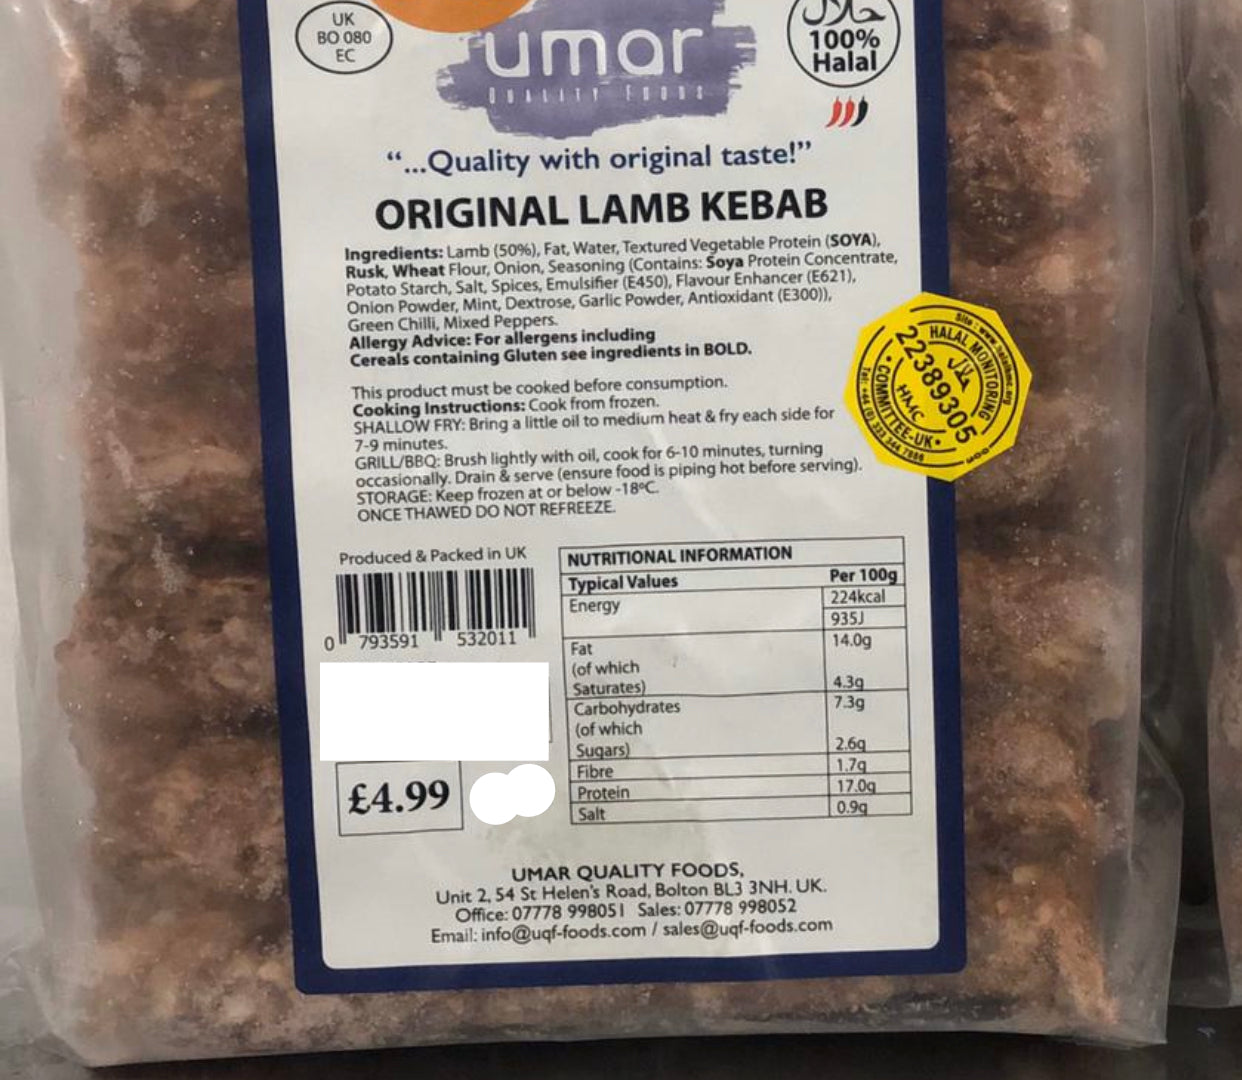 UK
BO 080
EC
umar
QUALITY FOODS
حلال
100%
Halal
“...Quality with original taste!”
ORIGINAL LAMB KEBAB
Ingredients: Lamb (50%), Fat, Water, Textured Vegetable Protein (SOYA),
Rusk, Wheat Flour, Onion, Seasoning (Contains: Soya Protein Concentrate,
Potato Starch, Salt, Spices, Emulsifier (E450), Flavour Enhancer (E621),
Onion Powder, Mint, Dextrose, Garlic Powder, Antioxidant (E300)),
Green Chilli, Mixed Peppers.
Allergy Advice: For allergens including
Cereals containing Gluten see ingredients in BOLD.
This product must be cooked before consumption.
Cooking Instructions: Cook from frozen.
SHALLOW FRY: Bring a little oil to medium heat & fry each side for
7-9 minutes.
GRILL/BBQ: Brush lightly with oil, cook for 6-10 minutes, turning
occasionally. Drain & serve (ensure food is piping hot before serving).
STORAGE: Keep frozen at or below -18ºC.
ONCE THAWED DO NOT REFREEZE.
HALAL MONITORING
COMMITTEE-UK
حلال
HMC
22389305
Produced & Packed in UK
0 793591 532011
£4.99
NUTRITIONAL INFORMATION
Typical Values Per 100g
Energy 224kcal
935J
Fat 14.0g
(of which
Saturates) 4.3g
Carbohydrates 7.3g
(of which
Sugars) 2.6g
Fibre 1.7g
Protein 17.0g
Salt 0.9g
UMAR QUALITY FOODS,
Unit 2, 54 St Helen's Road, Bolton BL3 3NH. UK.
Office: 07778 998051 Sales: 07778 998052
Email: info@uqf-foods.com / sales@uqf-foods.com